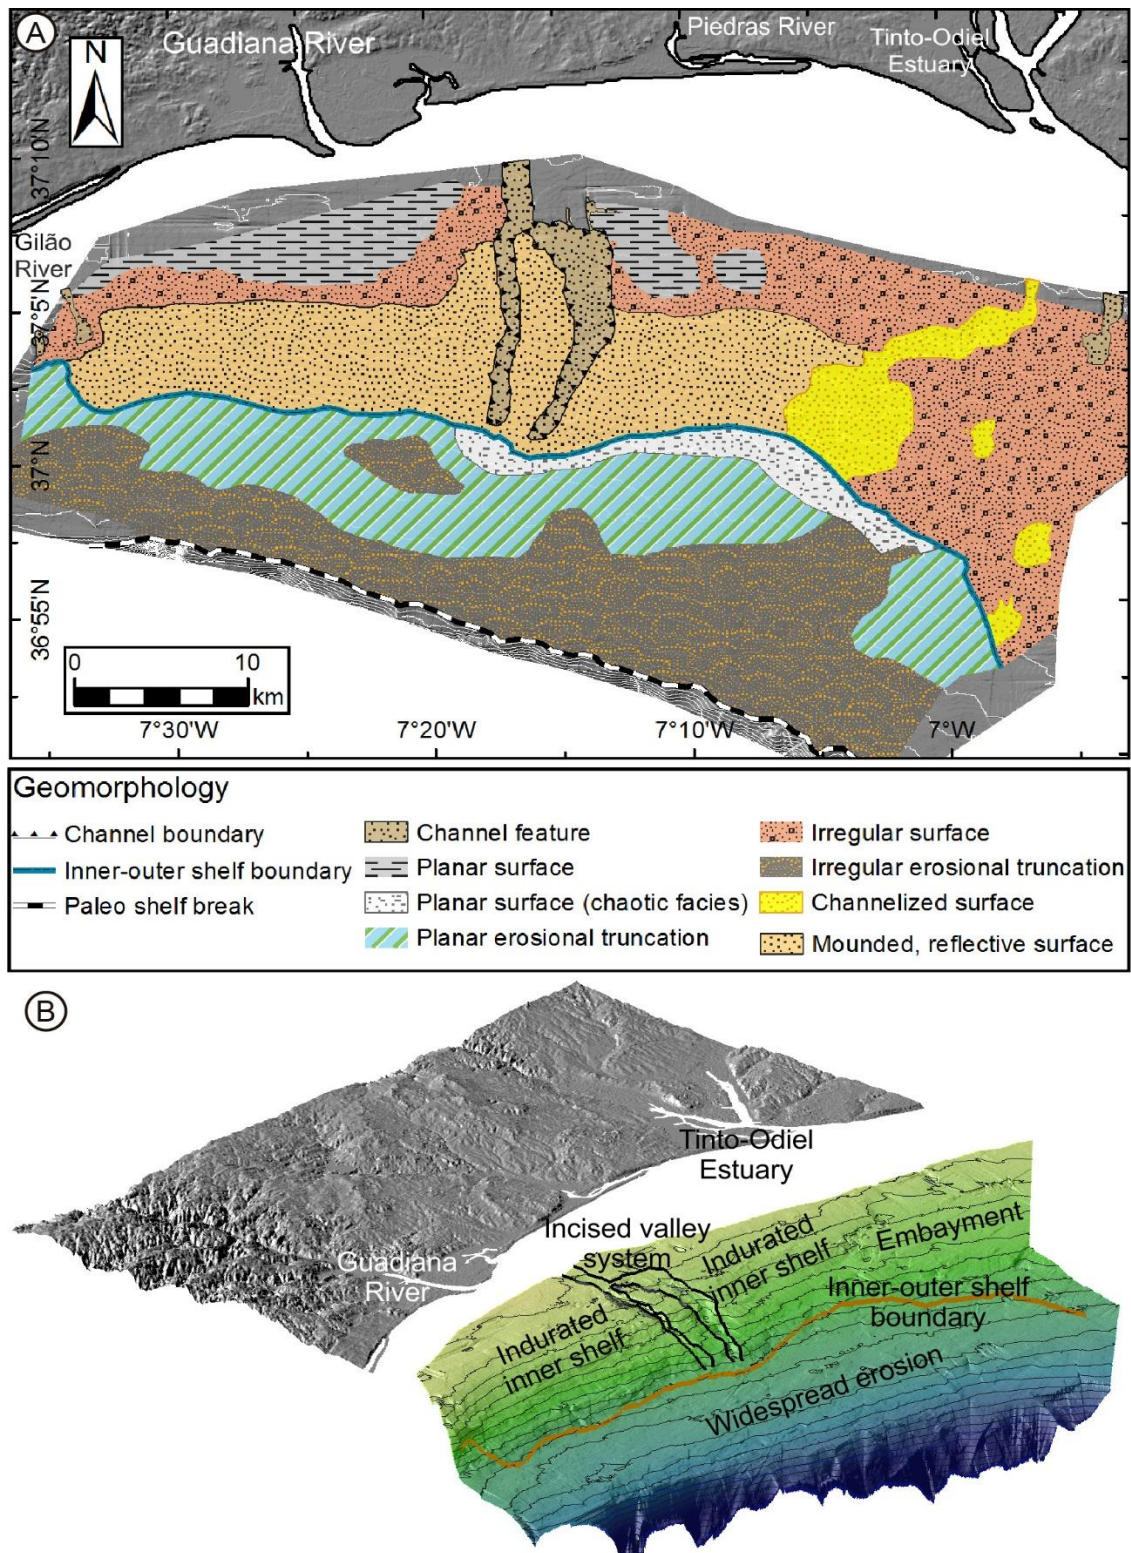 A
N
Guadiana River
Piedras River
Tinto-Odiel
Estuary
37°10'N
Gilão
River
37°5'N
37°N
36°55'N
0 10
km
7°30'W 7°20'W 7°10'W 7°W
Geomorphology
Channel boundary
Inner-outer shelf boundary
Paleo shelf break
Channel feature
Planar surface
Planar surface (chaotic facies)
Planar erosional truncation
Irregular surface
Irregular erosional truncation
Channelized surface
Mounded, reflective surface
B
Tinto-Odiel
Estuary
Guadiana
River
Incised valley
system
Indurated
inner shelf
Indurated
inner shelf
Embayment
Inner-outer shelf
boundary
Widespread erosion